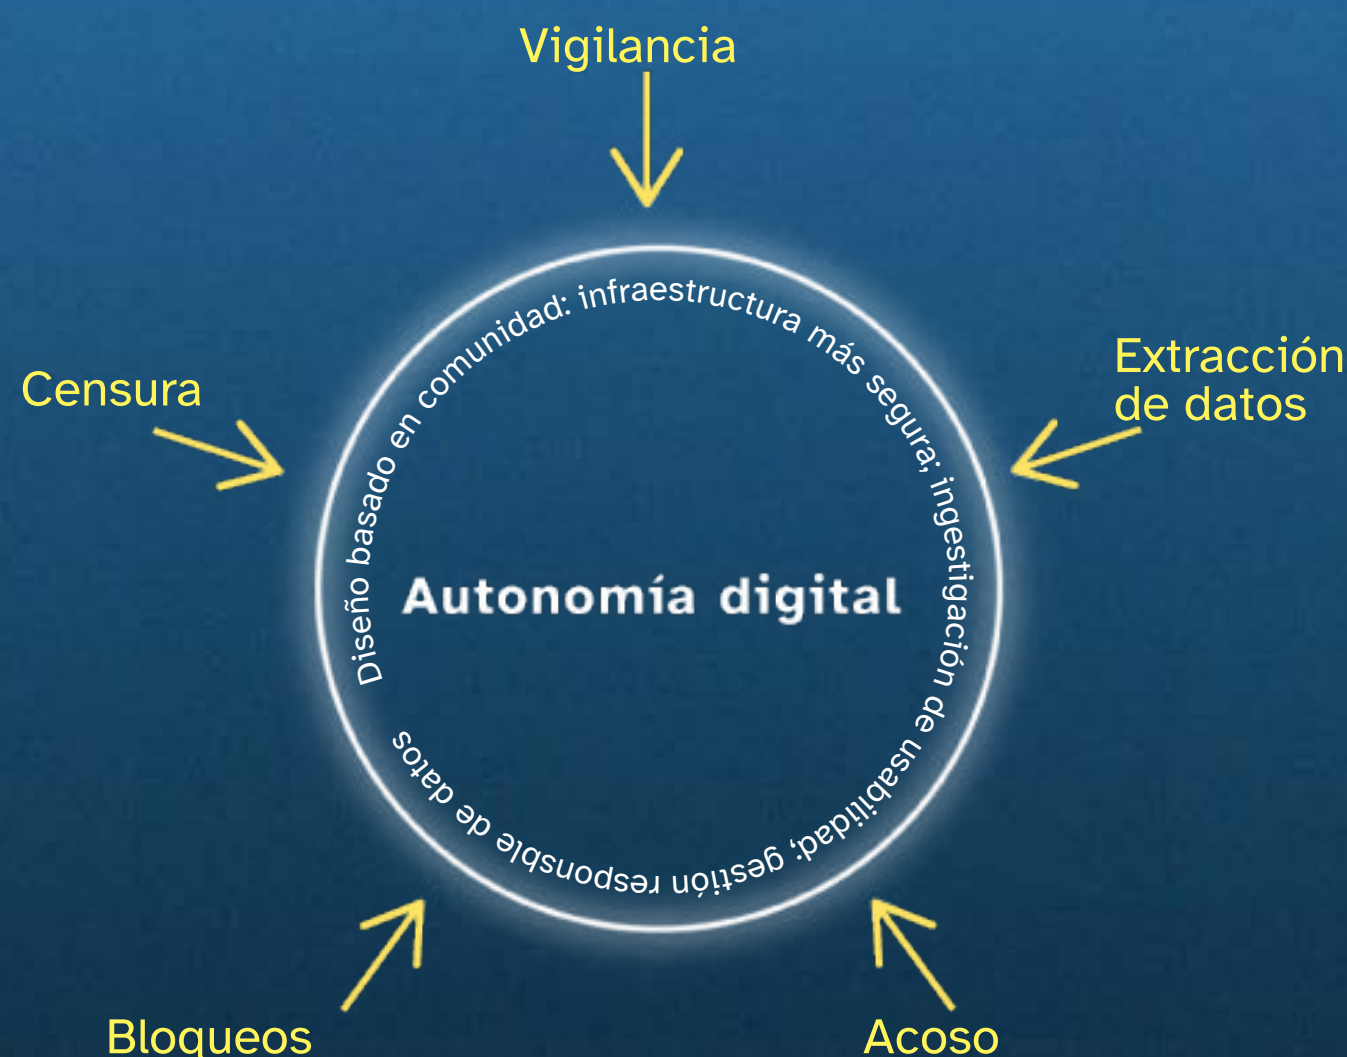 Vigilancia
Censura
Extracción
de datos
Diseño basado en comunidad: infraestructura más segura; ingestigación de usabilidad; gestión responsble de datos
Autonomía digital
Bloqueos
Acoso